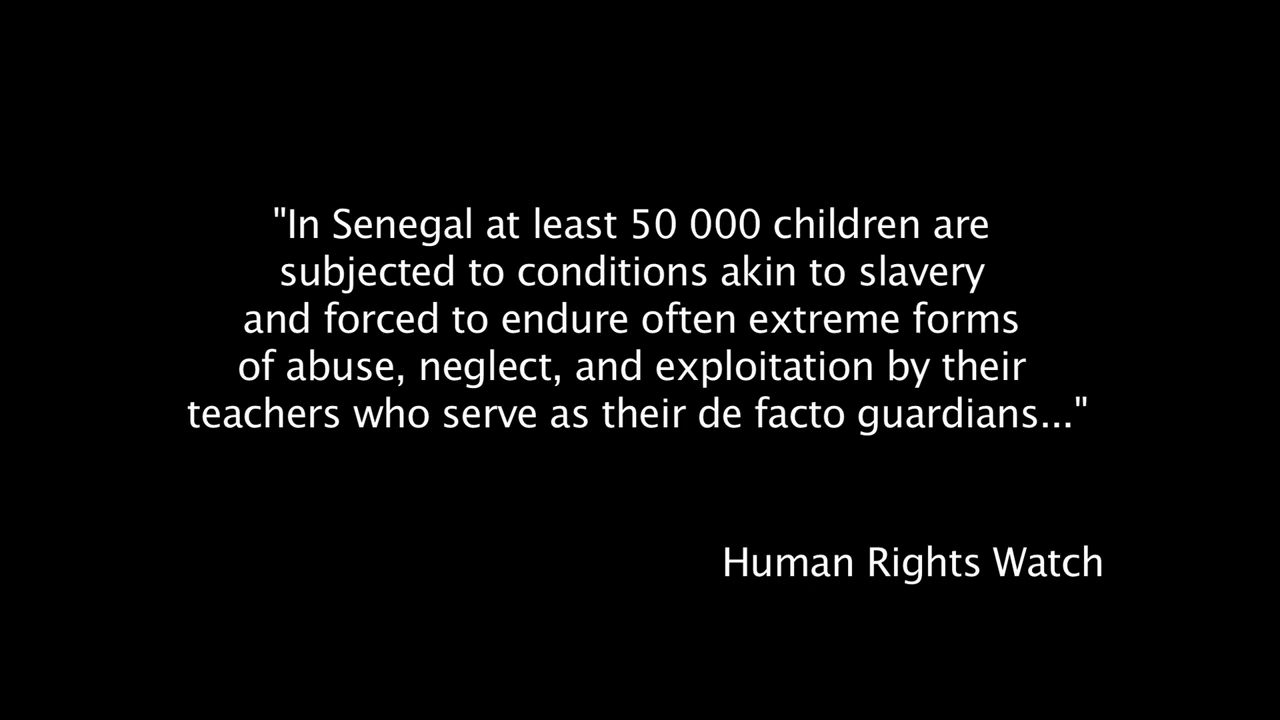 "In Senegal at least 50 000 children are
subjected to conditions akin to slavery
and forced to endure often extreme forms
of abuse, neglect, and exploitation by their
teachers who serve as their de facto guardians..."
Human Rights Watch